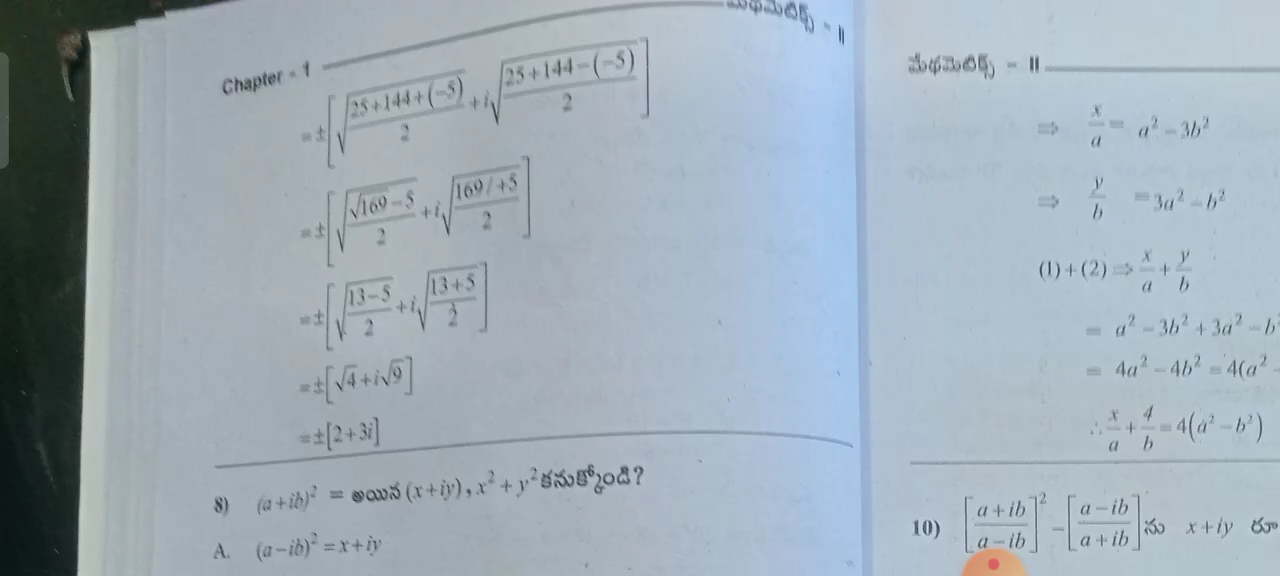 Chapter - 1
= ± [ √((25+144+(-5))/2) + i √((25+144-(-5))/2) ]
= ± [ √((√169-5)/2) + i √((169/+5)/2) ]
= ± [ √((13-5)/2) + i √((13+5)/2) ]
= ± [√4 + i√9]
= ± [2+3i]
8) (a+ib)² = అయిన (x+iy), x² + y² కనుక్కోండి?
A. (a-ib)² = x+iy
మేథమెటిక్స్ - II
⇒ x/a = a² - 3b²
⇒ y/b = 3a² - b²
(1)+(2) ⇒ x/a + y/b
= a² - 3b² + 3a² - b²
= 4a² - 4b² = 4(a² -
∴ x/a + 4/b = 4(a² - b²)
10) [(a+ib)/(a-ib)]² - [(a-ib)/(a+ib)] ను x+iy రూ